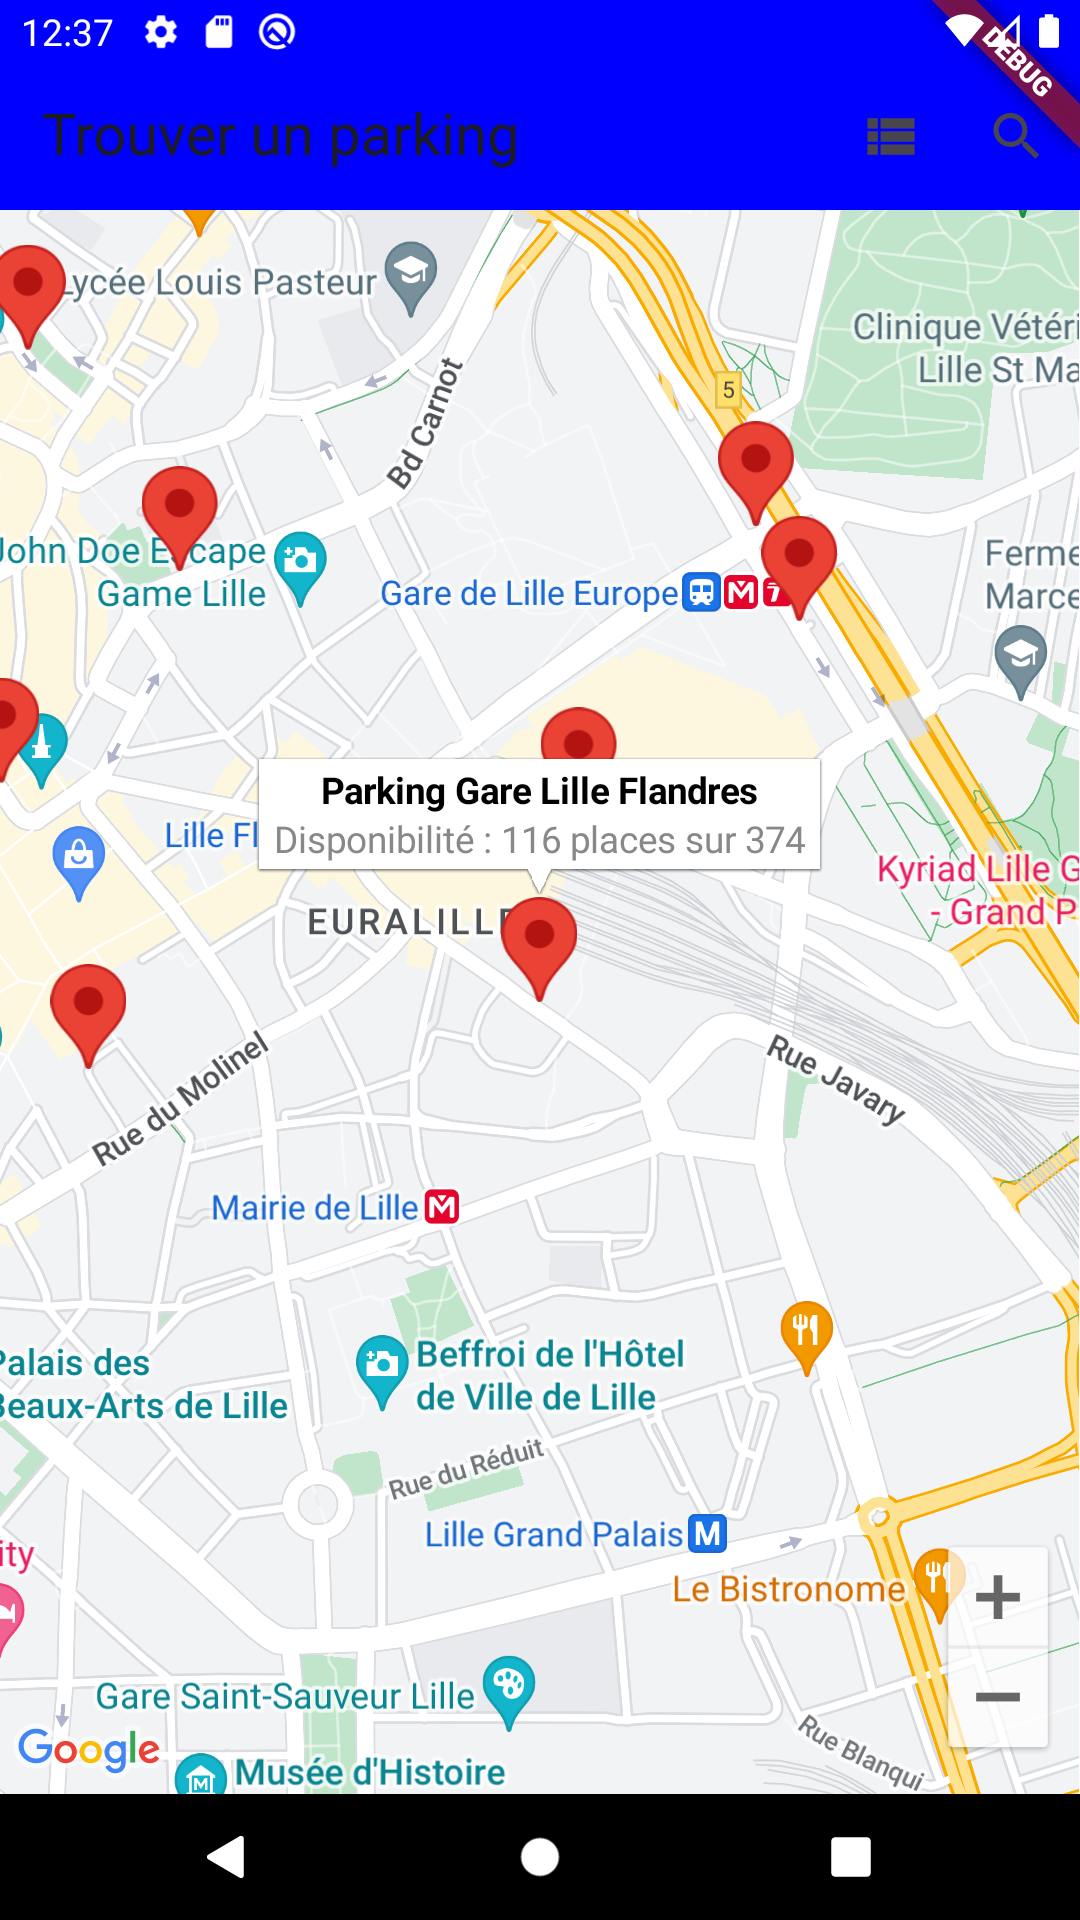 12:37
DEBUG
Trouver un parking
Lycée Louis Pasteur
Clinique Vétéri
Lille St Ma
5
Bd Carnot
John Doe Escape
Game Lille
Gare de Lille Europe
Ferme
Marce
Parking Gare Lille Flandres
Disponibilité : 116 places sur 374
Lille Fl
Kyriad Lille G
- Grand P
EURALILLE
Rue du Molinel
Rue Javary
Mairie de Lille
Palais des
Beaux-Arts de Lille
Beffroi de l'Hôtel
de Ville de Lille
Rue du Réduit
Lille Grand Palais M
ity
Le Bistronome
Gare Saint-Sauveur Lille
Rue Blanqui
Google
Musée d'Histoire